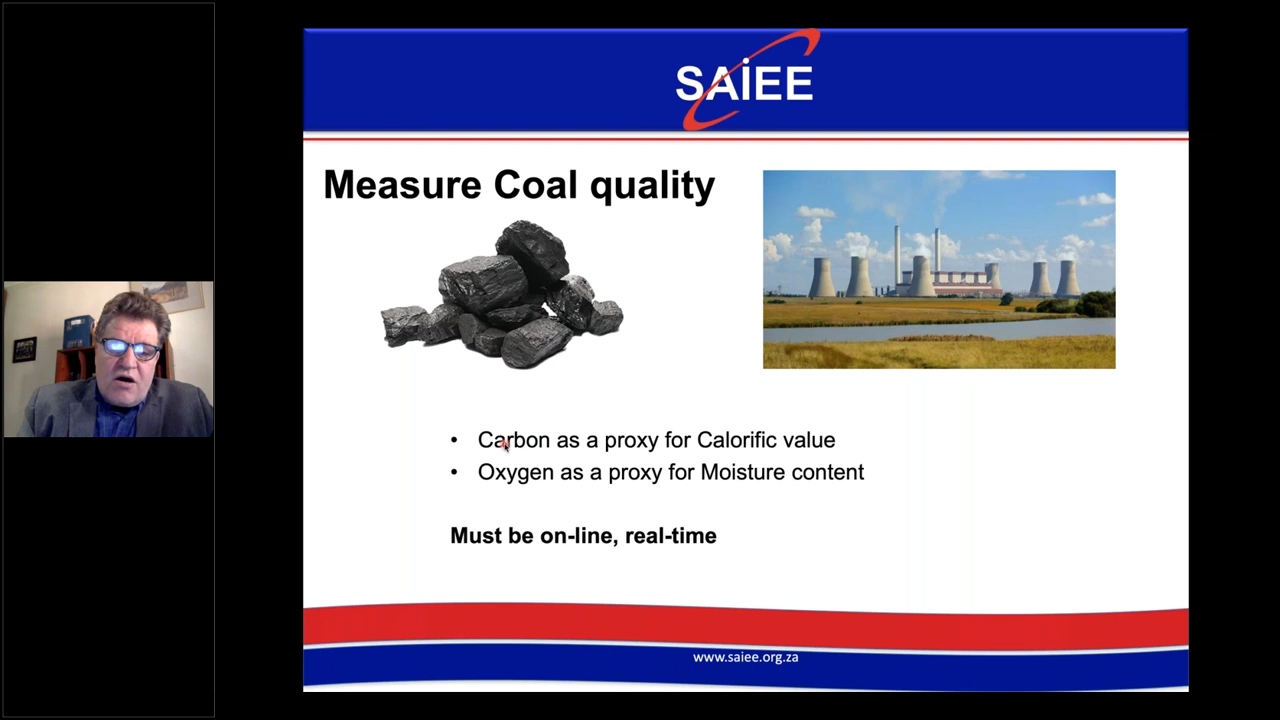 SAiEE
Measure Coal quality
• Carbon as a proxy for Calorific value
• Oxygen as a proxy for Moisture content
Must be on-line, real-time
www.saiee.org.za